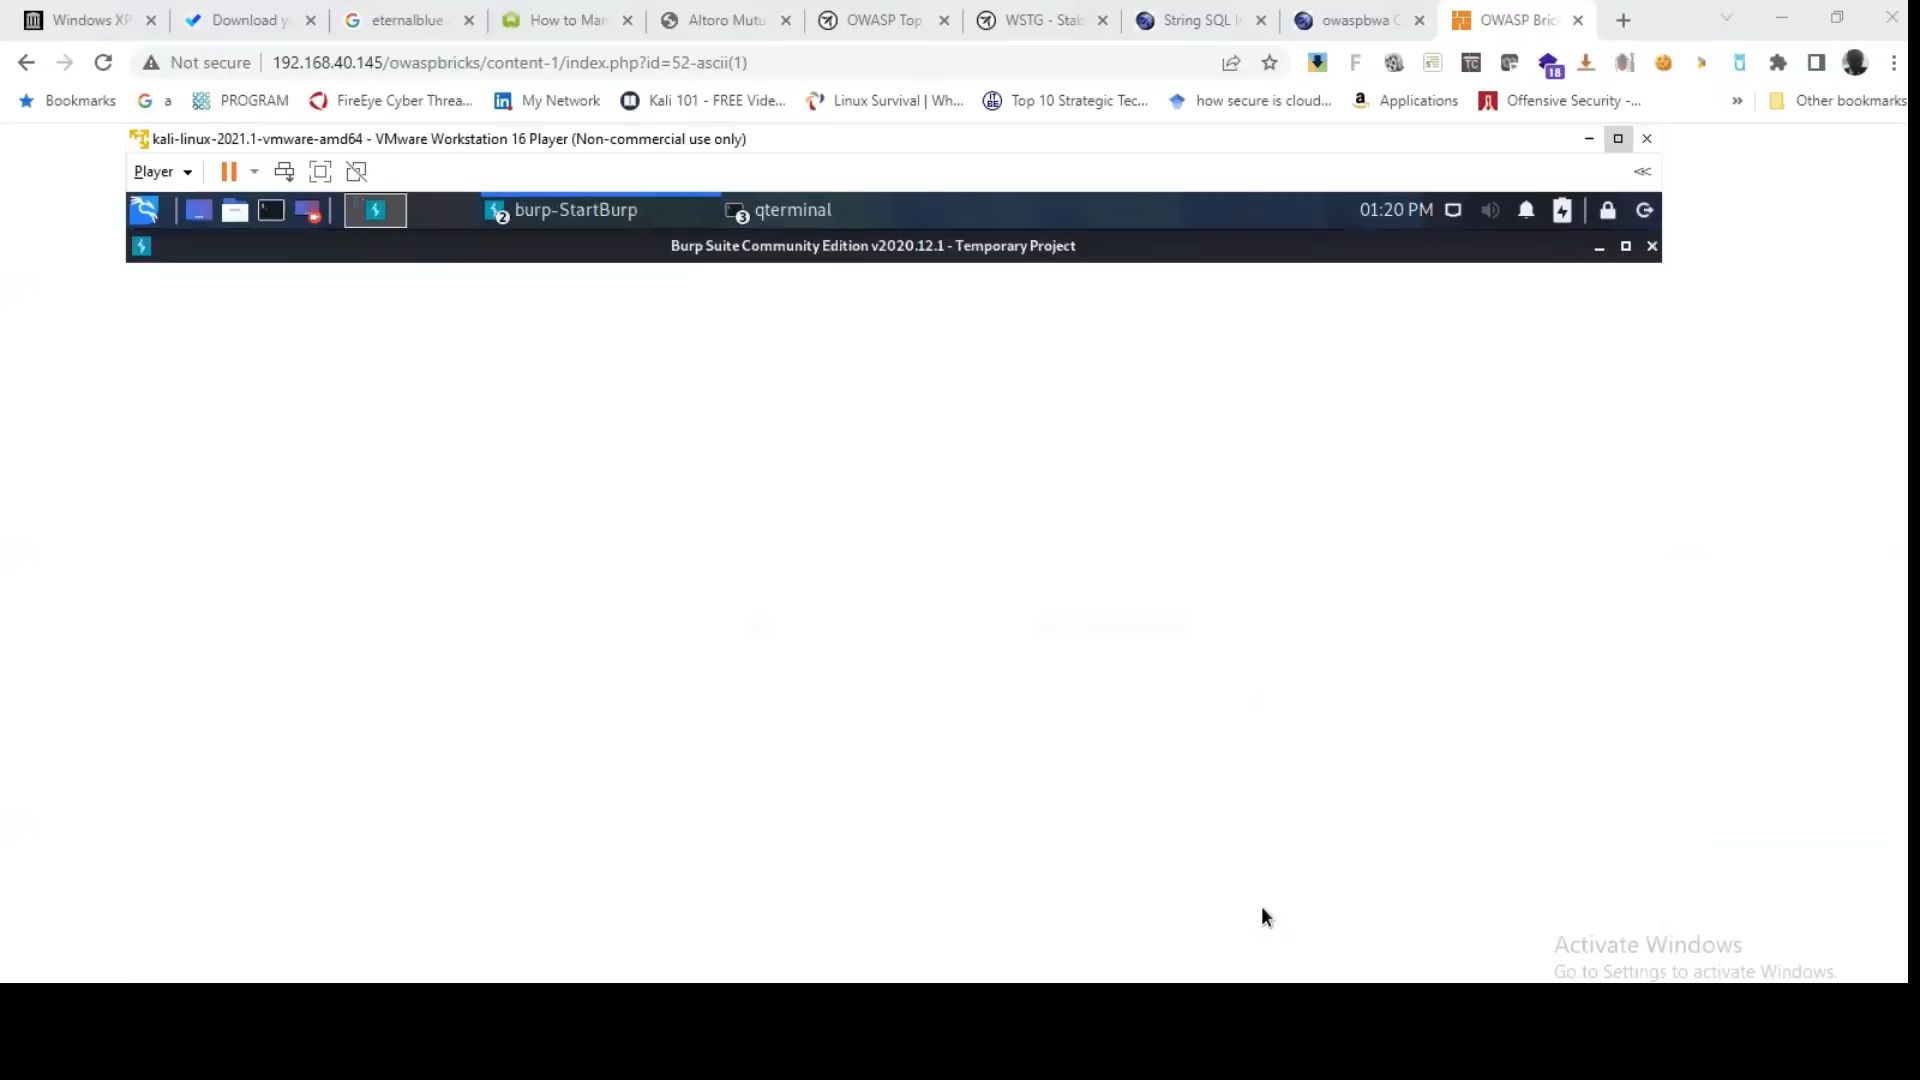 Windows XP
Download y
eternalblue
How to Man
Altoro Mutu
OWASP Top
WSTG - Stab
String SQL I
owaspbwa C
OWASP Bric
Not secure
192.168.40.145/owaspbricks/content-1/index.php?id=52-ascii(1)
F
TC
18
Bookmarks
a
PROGRAM
FireEye Cyber Threa...
My Network
Kali 101 - FREE Vide...
Linux Survival | Wh...
Top 10 Strategic Tec...
how secure is cloud...
Applications
Offensive Security -...
»
Other bookmarks
kali-linux-2021.1-vmware-amd64 - VMware Workstation 16 Player (Non-commercial use only)
Player
burp-StartBurp
2
qterminal
3
01:20 PM
Burp Suite Community Edition v2020.12.1 - Temporary Project
Activate Windows
Go to Settings to activate Windows.